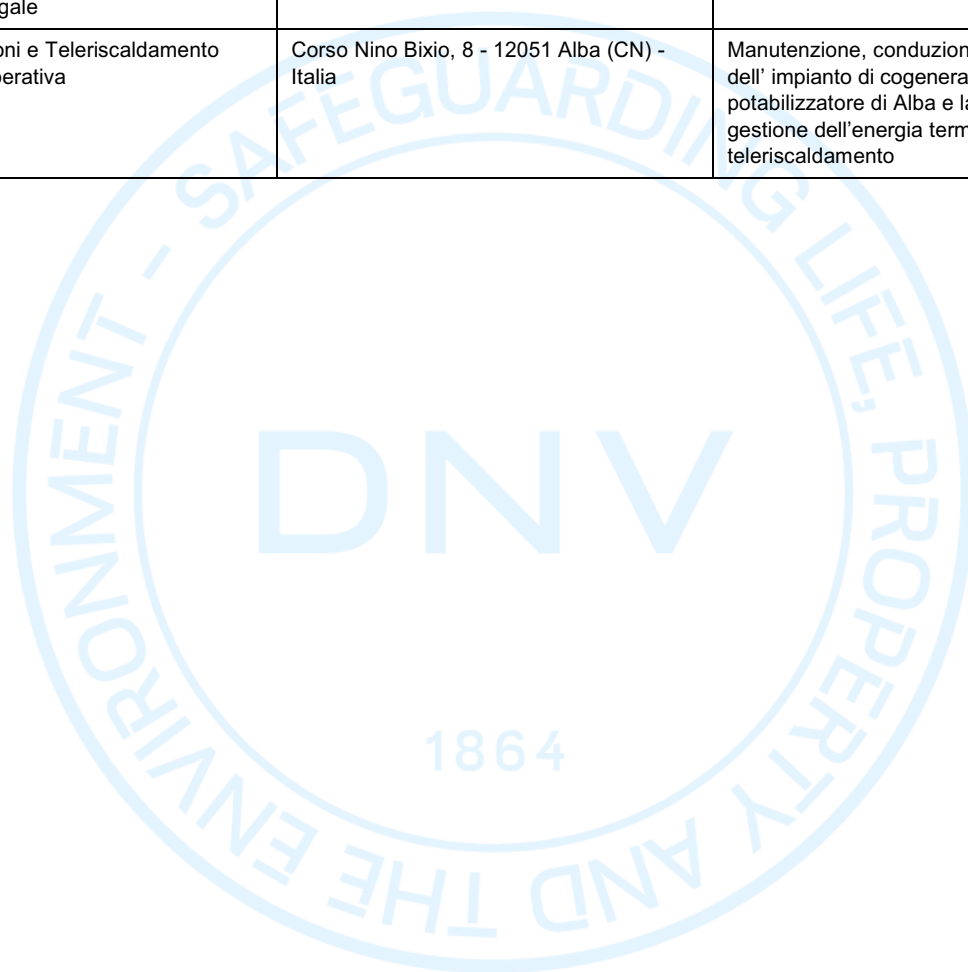 gale
oni e Teleriscaldamento
perativa
Corso Nino Bixio, 8 - 12051 Alba (CN) -
Italia
Manutenzione, conduzion
dell’ impianto di cogenera
potabilizzatore di Alba e la
gestione dell’energia term
teleriscaldamento
SAFEGUARDING LIFE, PROPERTY AND THE ENVIRONMENT -
DNV
1864